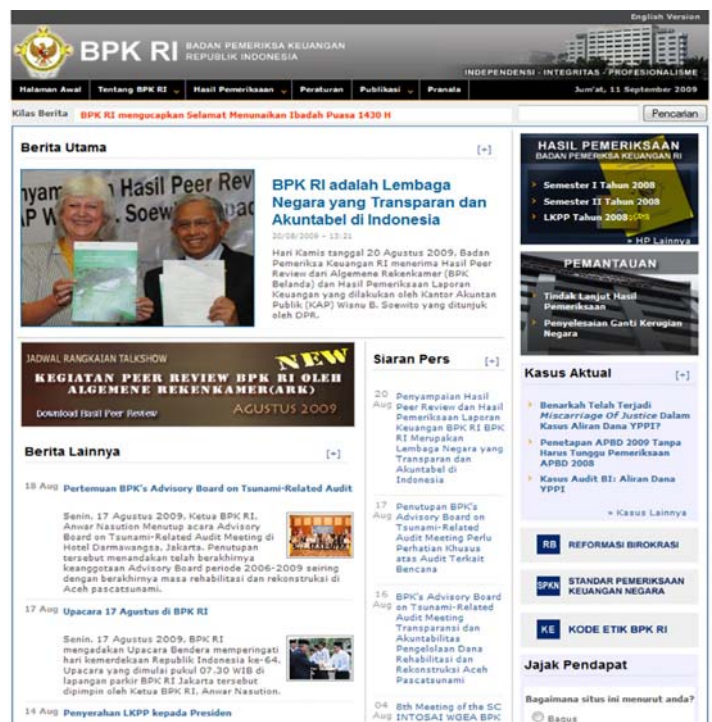 English Version
BPK RI
BADAN PEMERIKSA KEUANGAN
REPUBLIK INDONESIA
INDEPENDENSI - INTEGRITAS - PROFESIONALISME
Halaman Awal Tentang BPK RI Hasil Pemeriksaan Peraturan Publikasi Pranala Jum'at, 11 September 2009
Kilas Berita BPK RI mengucapkan Selamat Menunaikan Ibadah Puasa 1430 H Pencarian
Berita Utama [+]
Hasil Peer Rev
Soewi
BPK RI adalah Lembaga
Negara yang Transparan dan
Akuntabel di Indonesia
20/08/2009 - 13:21
Hari Kamis tanggal 20 Agustus 2009, Badan
Pemeriksa Keuangan RI menerima Hasil Peer
Review dari Algemene Rekenkamer (BPK
Belanda) dan Hasil Pemeriksaan Laporan
Keuangan yang dilakukan oleh Kantor Akuntan
Publik (KAP) Wisnu B. Soewito yang ditunjuk
oleh DPR.
JADWAL RANGKAIAN TALKSHOW
NEW
KEGIATAN PEER REVIEW BPK RI OLEH
ALGEMENE REKENKAMER(ARK)
Download Hasil Peer Review AGUSTUS 2009
Berita Lainnya [+]
18 Aug Pertemuan BPK's Advisory Board on Tsunami-Related Audit
Senin, 17 Agustus 2009, Ketua BPK RI,
Anwar Nasution Menutup acara Advisory
Board on Tsunami-Related Audit Meeting di
Hotel Darmawangsa, Jakarta. Penutupan
tersebut menandakan telah berakhirnya
keanggotaan Advisory Board periode 2006-2009 seiring
dengan berakhirnya masa rehabilitasi dan rekonstruksi di
Aceh pascatsunami.
17 Aug Upacara 17 Agustus di BPK RI
Senin, 17 Agustus 2009, BPK RI
mengadakan Upacara Bendera memperingati
hari kemerdekaan Republik Indonesia ke-64.
Upacara yang dimulai pukul 07.30 WIB di
lapangan parkir BPK RI Jakarta tersebut
dipimpin oleh Ketua BPK RI, Anwar Nasution.
14 Aug Penyerahan LKPP kepada Presiden
Siaran Pers [+]
20 Aug Penyampaian Hasil
Peer Review dan Hasil
Pemeriksaan Laporan
Keuangan BPK RI BPK
RI Merupakan
Lembaga Negara yang
Transparan dan
Akuntabel di
Indonesia
17 Aug Penutupan BPK's
Advisory Board on
Tsunami-Related
Audit Meeting Perlu
Perhatian Khuaus
atas Audit Terkait
Bencana
16 Aug BPK's Advisory Board
on Tsunami-Related
Audit Meeting
Transparansi dan
Akuntabilitas
Pengelolaan Dana
Rehabilitasi dan
Rekonstruksi Aceh
Pascatsunami
04 Aug 8th Meeting of the SC
INTOSAI WGEA BPK
HASIL PEMERIKSAAN
BADAN PEMERIKSA KEUANGAN RI
Semester I Tahun 2008
Semester II Tahun 2008
LKPP Tahun 2008
» HP Lainnya
PEMANTAUAN
Tindak Lanjut Hasil
Pemeriksaan
Penyelesaian Ganti Kerugian
Negara
Kasus Aktual [+]
Benarkah Telah Terjadi
Miscarriage Of Justice Dalam
Kasus Aliran Dana YPPI?
Penetapan APBD 2009 Tanpa
Harus Tunggu Pemeriksaan
APBD 2008
Kasus Audit BI: Aliran Dana
YPPI
» Kasus Lainnya
RB REFORMASI BIROKRASI
SPKN STANDAR PEMERIKSAAN
KEUANGAN NEGARA
KE KODE ETIK BPK RI
Jajak Pendapat
Bagaimana situs ini menurut anda?
Bagus